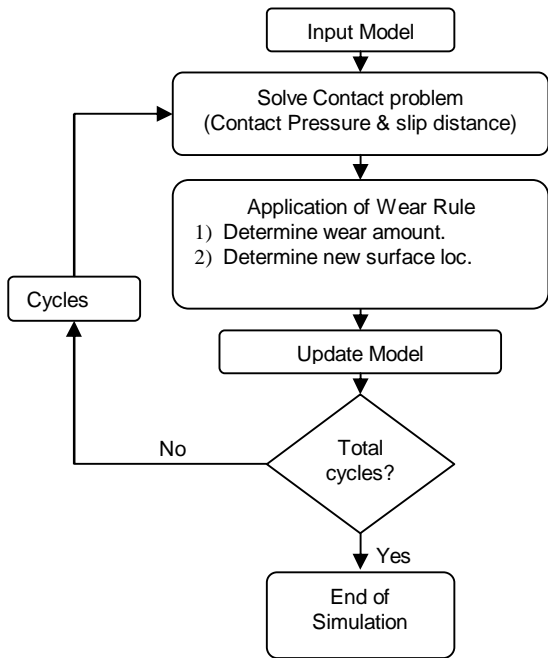 Input Model
Solve Contact problem
(Contact Pressure & slip distance)
Application of Wear Rule
1) Determine wear amount.
2) Determine new surface loc.
Cycles
Update Model
No
Total
cycles?
Yes
End of
Simulation